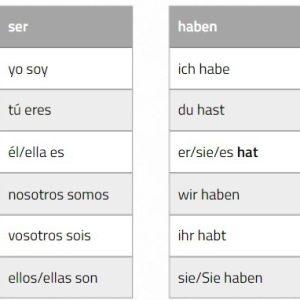 ser
yo soy
tú eres
él/ella es
nosotros somos
vosotros sois
ellos/ellas son
haben
ich habe
du hast
er/sie/es hat
wir haben
ihr habt
sie/Sie haben